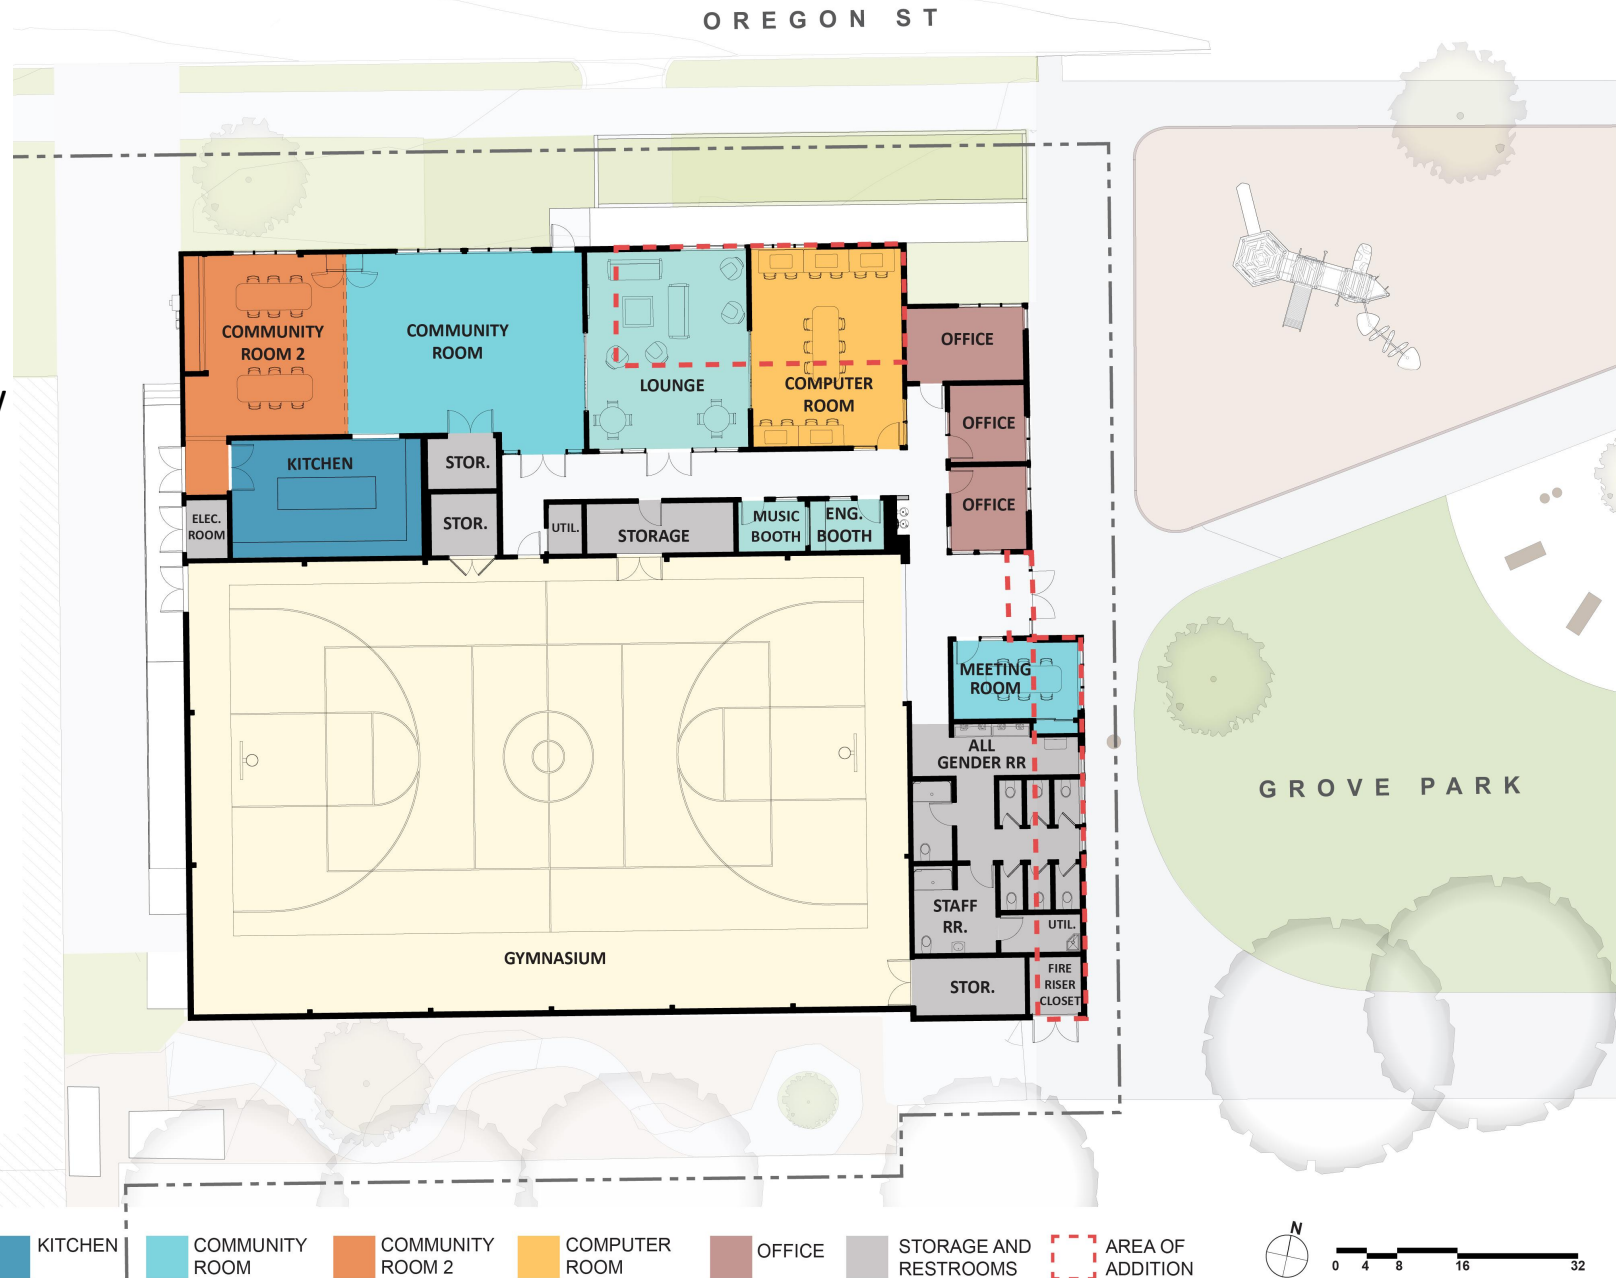 OREGON ST
COMMUNITY
ROOM 2
COMMUNITY
ROOM
LOUNGE
COMPUTER
ROOM
OFFICE
OFFICE
OFFICE
KITCHEN
STOR.
STOR.
ELEC.
ROOM
UTIL.
STORAGE
MUSIC
BOOTH
ENG.
BOOTH
MEETING
ROOM
ALL
GENDER RR
STAFF
RR.
UTIL.
STOR.
FIRE
RISER
CLOSET
GYMNASIUM
GROVE PARK
KITCHEN
COMMUNITY
ROOM
COMMUNITY
ROOM 2
COMPUTER
ROOM
OFFICE
STORAGE AND
RESTROOMS
AREA OF
ADDITION
N
0 4 8 16 32